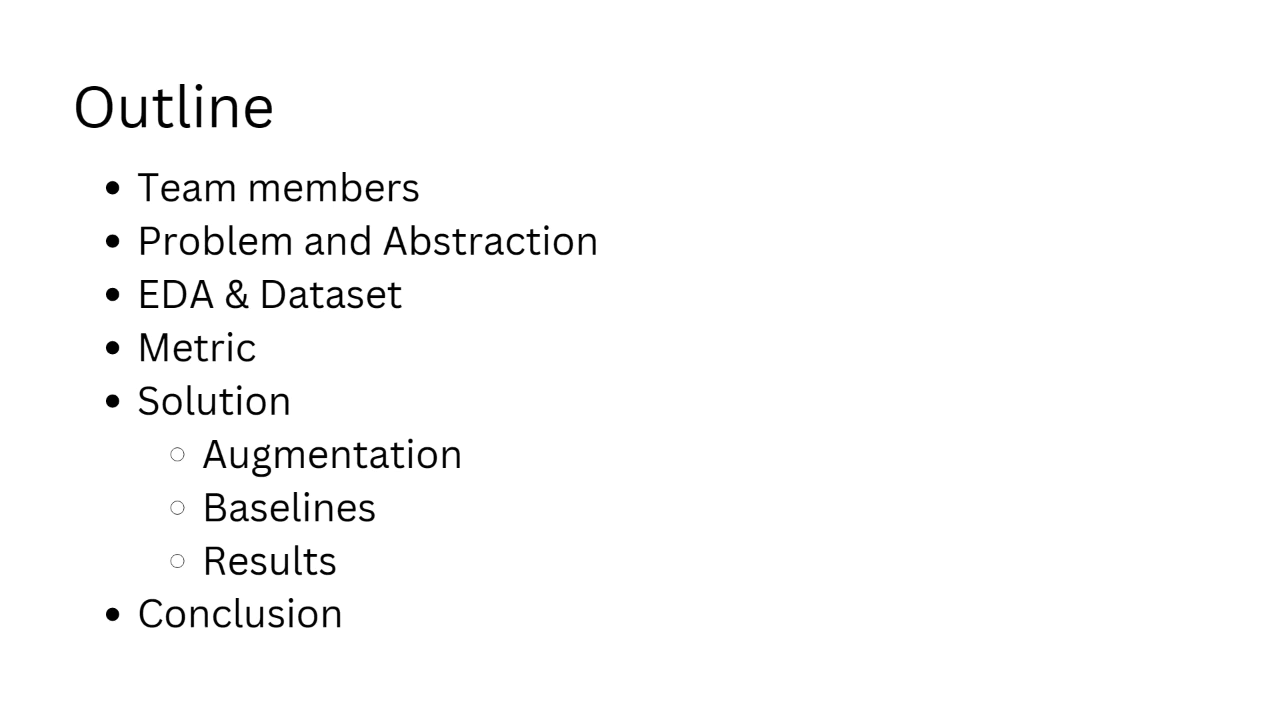 Outline
Team members
Problem and Abstraction
EDA & Dataset
Metric
Solution
Augmentation
Baselines
Results
Conclusion